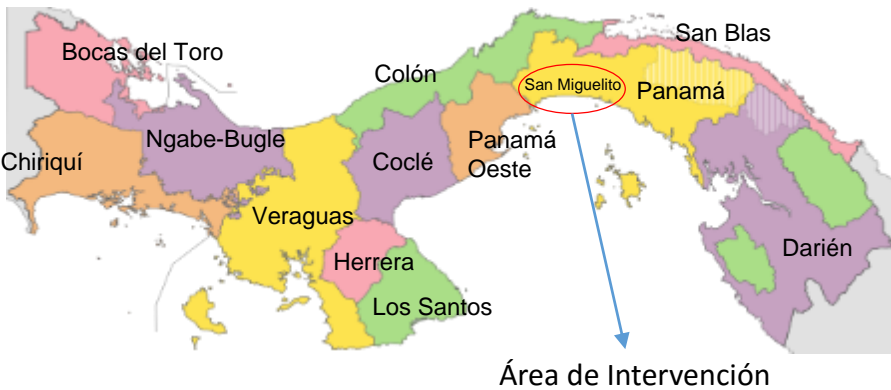 San Blas
Bocas del Toro
Colón
San Miguelito
Panamá
Ngabe-Bugle
Panamá
Oeste
Chiriquí
Coclé
Veraguas
Darién
Herrera
Los Santos
Área de Intervención